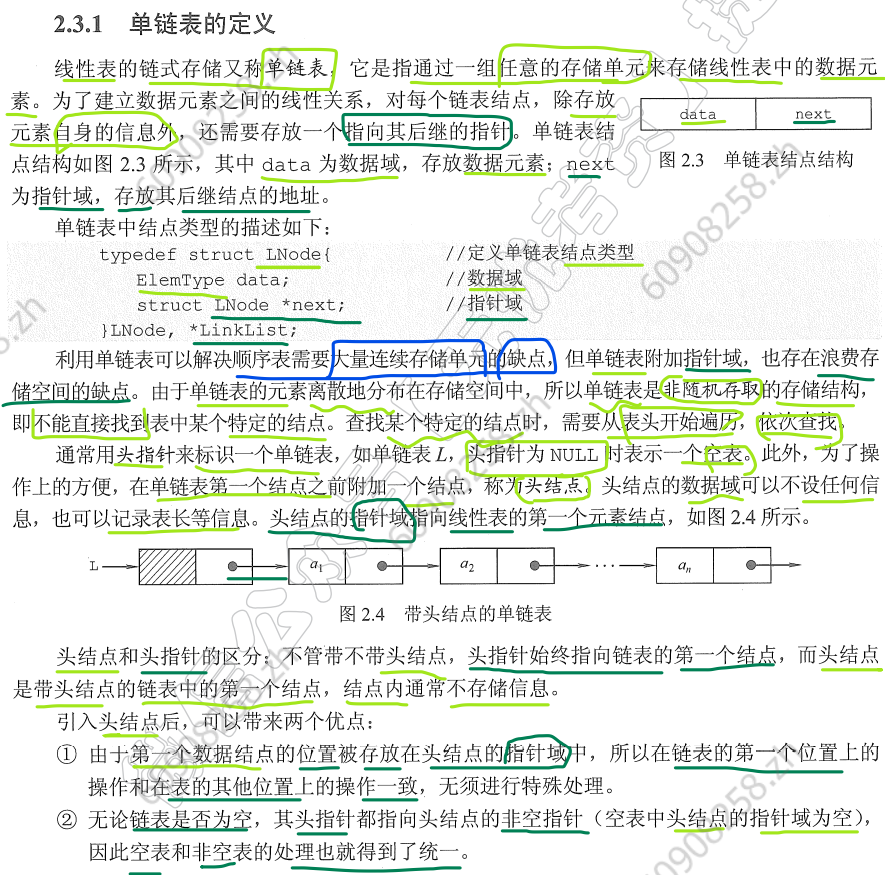 2.3.1 单链表的定义
线性表的链式存储又称单链表,它是指通过一组任意的存储单元来存储线性表中的数据元
素。为了建立数据元素之间的线性关系,对每个链表结点,除存放
元素自身的信息外,还需要存放一个指向其后继的指针。单链表结
点结构如图 2.3 所示,其中 data 为数据域,存放数据元素;next
为指针域,存放其后继结点的地址。
data next
图 2.3 单链表结点结构
单链表中结点类型的描述如下:
typedef struct LNode{ //定义单链表结点类型
ElemType data; //数据域
struct LNode *next; //指针域
}LNode, *LinkList;
利用单链表可以解决顺序表需要大量连续存储单元的缺点,但单链表附加指针域,也存在浪费存
储空间的缺点。由于单链表的元素离散地分布在存储空间中,所以单链表是非随机存取的存储结构,
即不能直接找到表中某个特定的结点。查找某个特定的结点时,需要从表头开始遍历,依次查找。
通常用头指针来标识一个单链表,如单链表 L,头指针为 NULL 时表示一个空表。此外,为了操
作上的方便,在单链表第一个结点之前附加一个结点,称为头结点。头结点的数据域可以不设任何信
息,也可以记录表长等信息。头结点的指针域指向线性表的第一个元素结点,如图 2.4 所示。
L a1 a2 ··· an
图 2.4 带头结点的单链表
头结点和头指针的区分:不管带不带头结点,头指针始终指向链表的第一个结点,而头结点
是带头结点的链表中的第一个结点,结点内通常不存储信息。
引入头结点后,可以带来两个优点:
① 由于第一个数据结点的位置被存放在头结点的指针域中,所以在链表的第一个位置上的
操作和在表的其他位置上的操作一致,无须进行特殊处理。
② 无论链表是否为空,其头指针都指向头结点的非空指针(空表中头结点的指针域为空),
因此空表和非空表的处理也就得到了统一。
60908258.zh
60908258.zh
60908258.zh
60908258.zh
60908258.zh
60908258.zh